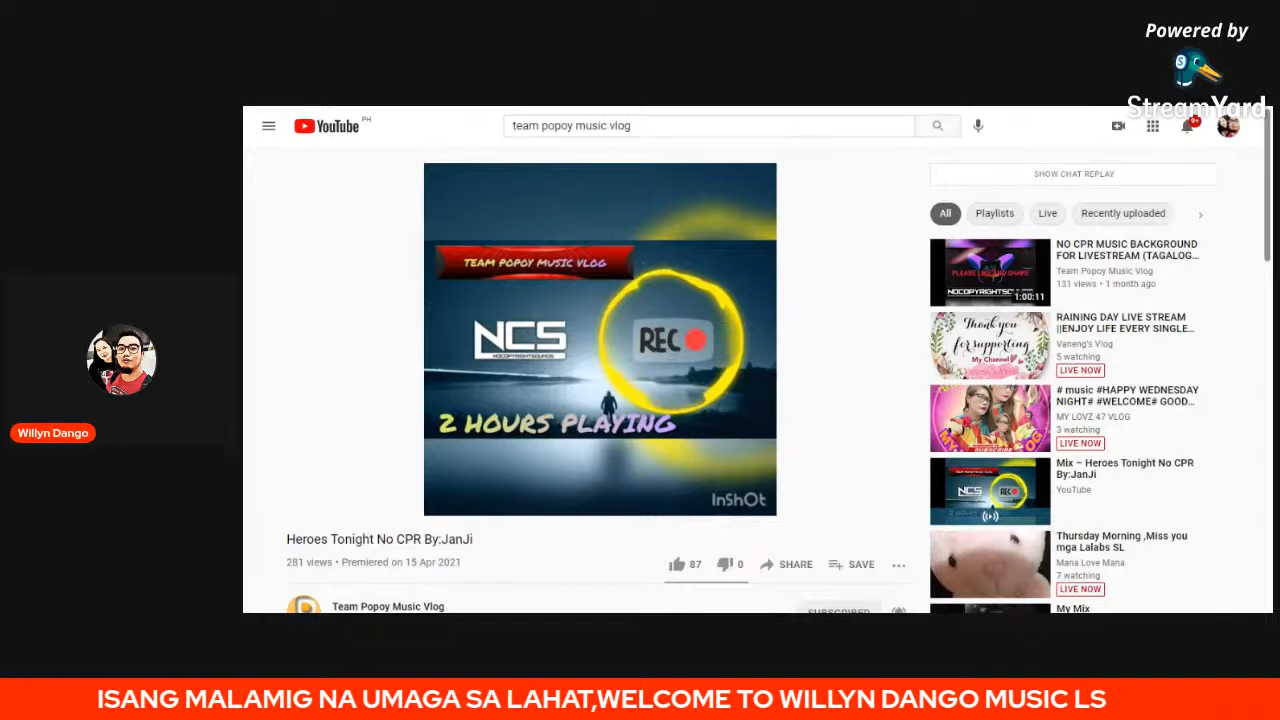 Powered by
StreamYard
YouTube PH
team popoy music vlog
9+
SHOW CHAT REPLAY
All
Playlists
Live
Recently uploaded
TEAM POPOY MUSIC VLOG
NCS
NOCOPYRIGHTSOUNDS
REC
2 HOURS PLAYING
InShOt
NO CPR MUSIC BACKGROUND
FOR LIVESTREAM (TAGALOG...
Team Popoy Music Vlog
131 views • 1 month ago
PLEASE LIKE AND SHARE
1:00:11
RAINING DAY LIVE STREAM
||ENJOY LIFE EVERY SINGLE...
Vaneng's Vlog
5 watching
LIVE NOW
Thank you
for supporting
My Channel
# music #HAPPY WEDNESDAY
NIGHT# #WELCOME# GOOD...
MY LOVZ 47 VLOG
3 watching
LIVE NOW
Mix – Heroes Tonight No CPR
By:JanJi
YouTube
NCS
REC
Thursday Morning ,Miss you
mga Lalabs SL
Mana Love Mana
7 watching
LIVE NOW
My Mix
Willyn Dango
Heroes Tonight No CPR By:JanJi
281 views • Premiered on 15 Apr 2021
87
0
SHARE
SAVE
Team Popoy Music Vlog
SUBSCRIBED
ISANG MALAMIG NA UMAGA SA LAHAT,WELCOME TO WILLYN DANGO MUSIC LS